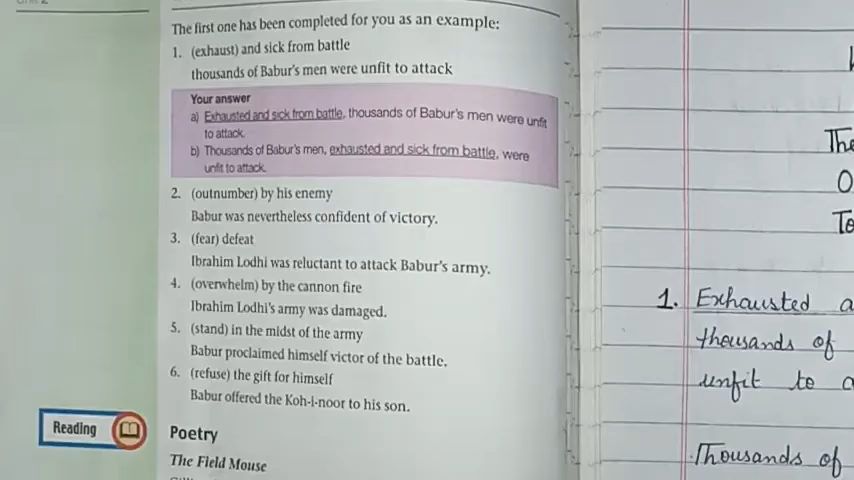 The first one has been completed for you as an example:
1. (exhaust) and sick from battle
thousands of Babur's men were unfit to attack
Your answer
a) Exhausted and sick from battle, thousands of Babur's men were unfit
to attack.
b) Thousands of Babur's men, exhausted and sick from battle, were
unfit to attack.
2. (outnumber) by his enemy
Babur was nevertheless confident of victory.
3. (fear) defeat
Ibrahim Lodhi was reluctant to attack Babur's army.
4. (overwhelm) by the cannon fire
Ibrahim Lodhi's army was damaged.
5. (stand) in the midst of the army
Babur proclaimed himself victor of the battle.
6. (refuse) the gift for himself
Babur offered the Koh-i-noor to his son.
Reading
Poetry
The Field Mouse
The
O
To
1. Exhausted a
thousands of
unfit to a
Thousands of